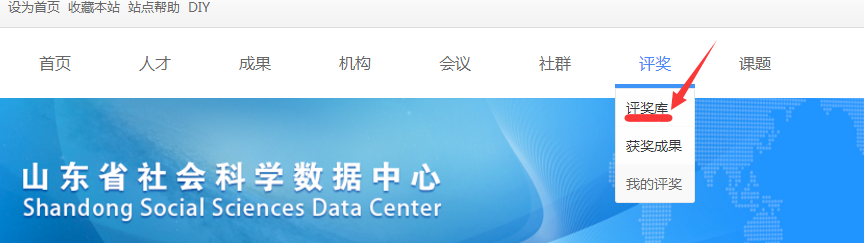 设为首页 收藏本站 站点帮助 DIY
首页 人才 成果 机构 会议 社群 评奖 课题
评奖库
获奖成果
我的评奖
山东省社会科学数据中心
Shandong Social Sciences Data Center